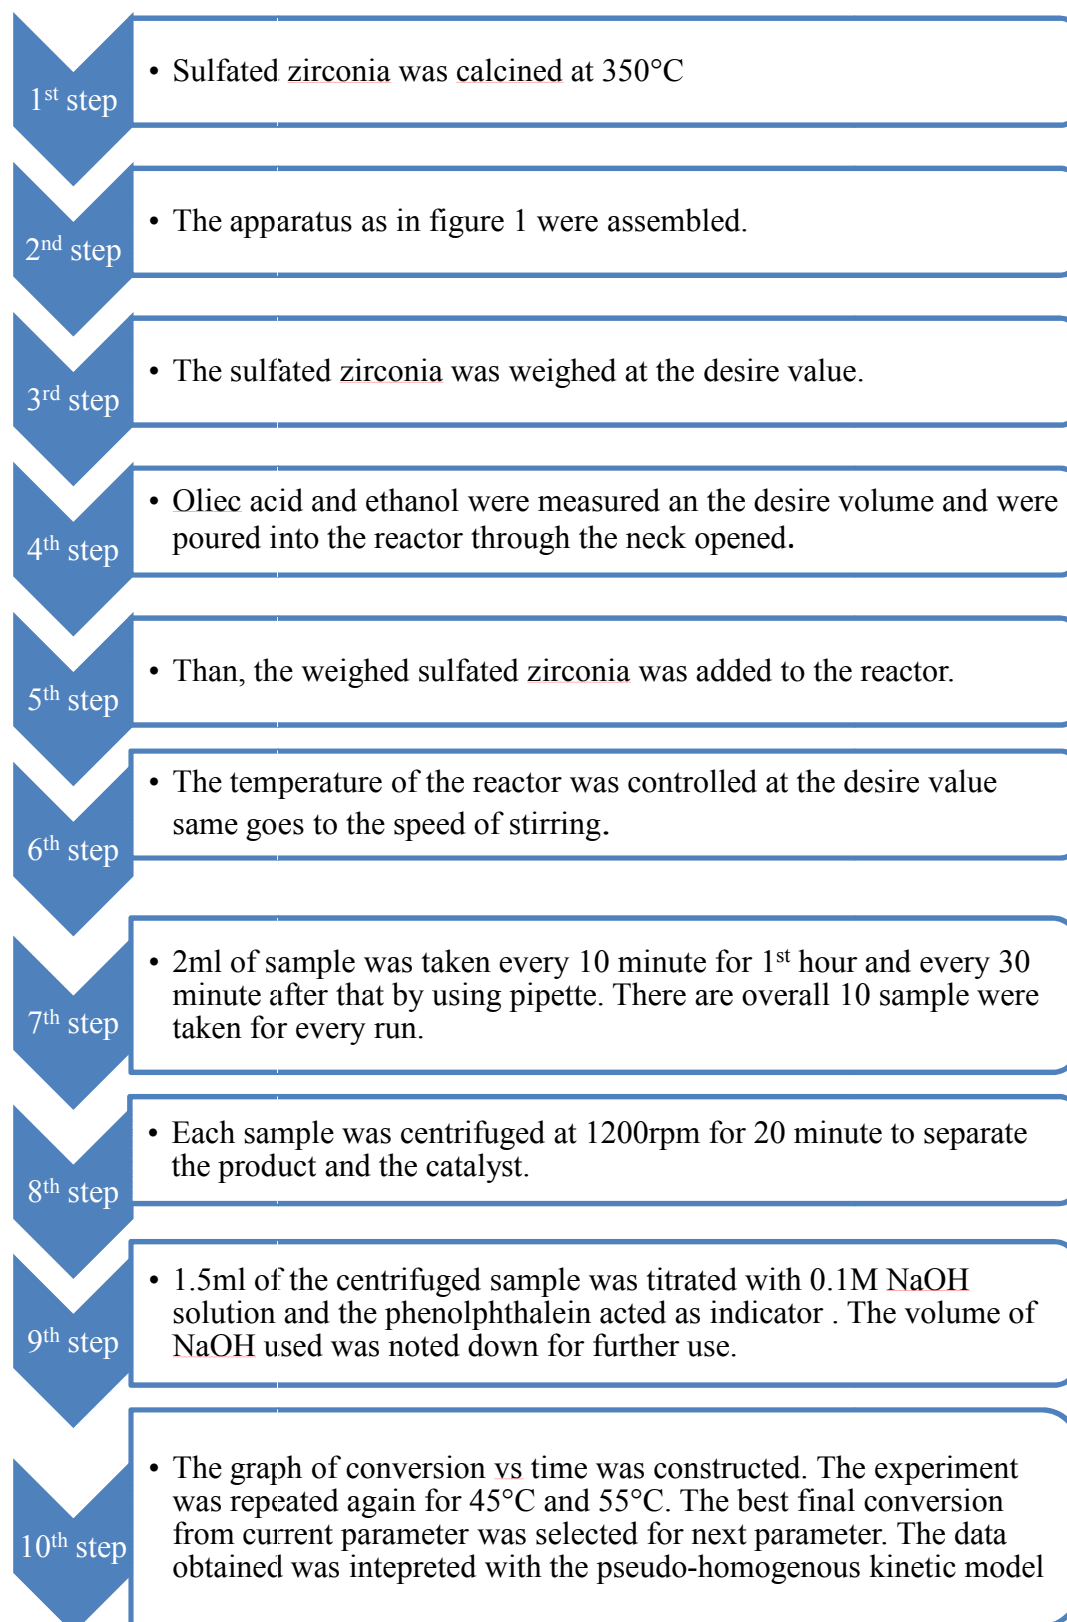 1st step
• Sulfated zirconia was calcined at 350°C
2nd step
• The apparatus as in figure 1 were assembled.
3rd step
• The sulfated zirconia was weighed at the desire value.
4th step
• Oliec acid and ethanol were measured an the desire volume and were
poured into the reactor through the neck opened.
5th step
• Than, the weighed sulfated zirconia was added to the reactor.
6th step
• The temperature of the reactor was controlled at the desire value
same goes to the speed of stirring.
7th step
• 2ml of sample was taken every 10 minute for 1st hour and every 30
minute after that by using pipette. There are overall 10 sample were
taken for every run.
8th step
• Each sample was centrifuged at 1200rpm for 20 minute to separate
the product and the catalyst.
9th step
• 1.5ml of the centrifuged sample was titrated with 0.1M NaOH
solution and the phenolphthalein acted as indicator . The volume of
NaOH used was noted down for further use.
10th step
• The graph of conversion vs time was constructed. The experiment
was repeated again for 45°C and 55°C. The best final conversion
from current parameter was selected for next parameter. The data
obtained was intepreted with the pseudo-homogenous kinetic model